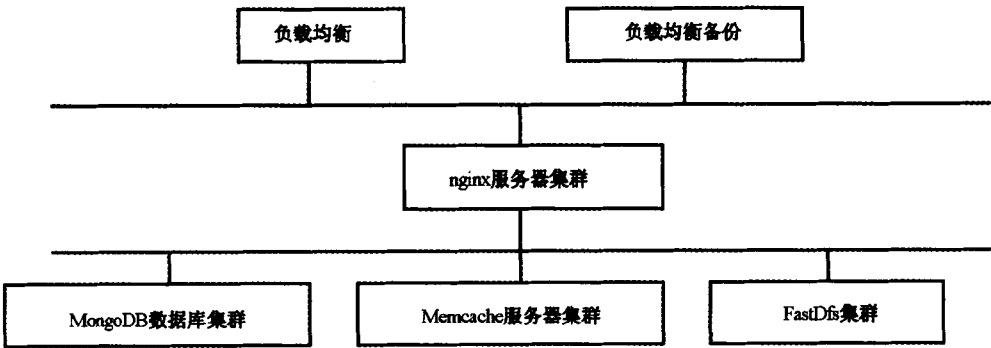 负载均衡
负载均衡备份
nginx服务器集群
MongoDB数据库集群
Memcache服务器集群
FastDfs集群